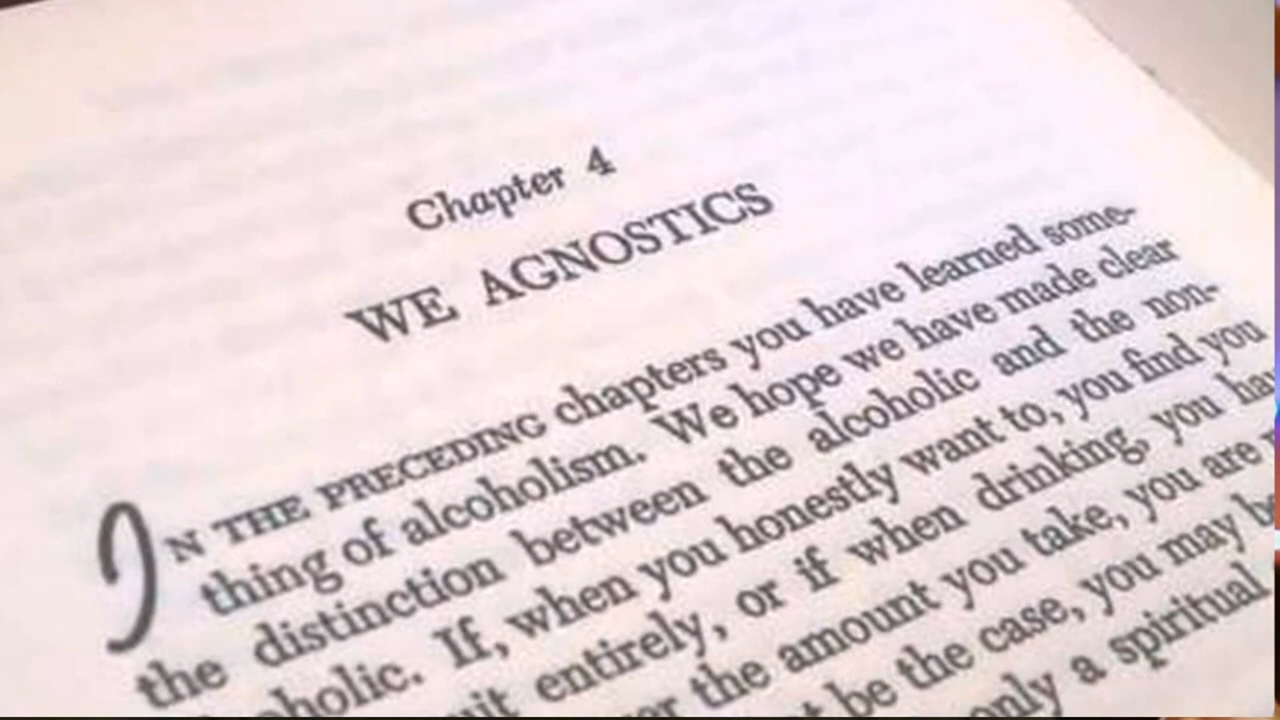 Chapter 4
WE AGNOSTICS
IN THE PRECEDING chapters you have learned some-
thing of alcoholism. We hope we have made clear
the distinction between the alcoholic and the non-
If, when you honestly want to, you find you
entirely, or if when drinking, you
the amount you take, you are
be the case, you may
only a spiritual